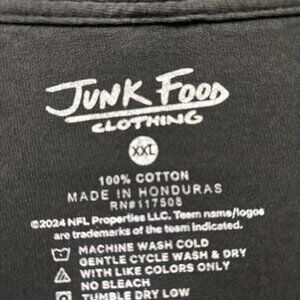 JUNK FOOD
CLOTHING
XXL
100% COTTON
MADE IN HONDURAS
RN#117508
©2024 NFL Properties LLC. Team name/logos
are trademarks of the team indicated.
MACHINE WASH COLD
GENTLE CYCLE WASH & DRY
WITH LIKE COLORS ONLY
NO BLEACH
TUMBLE DRY LOW